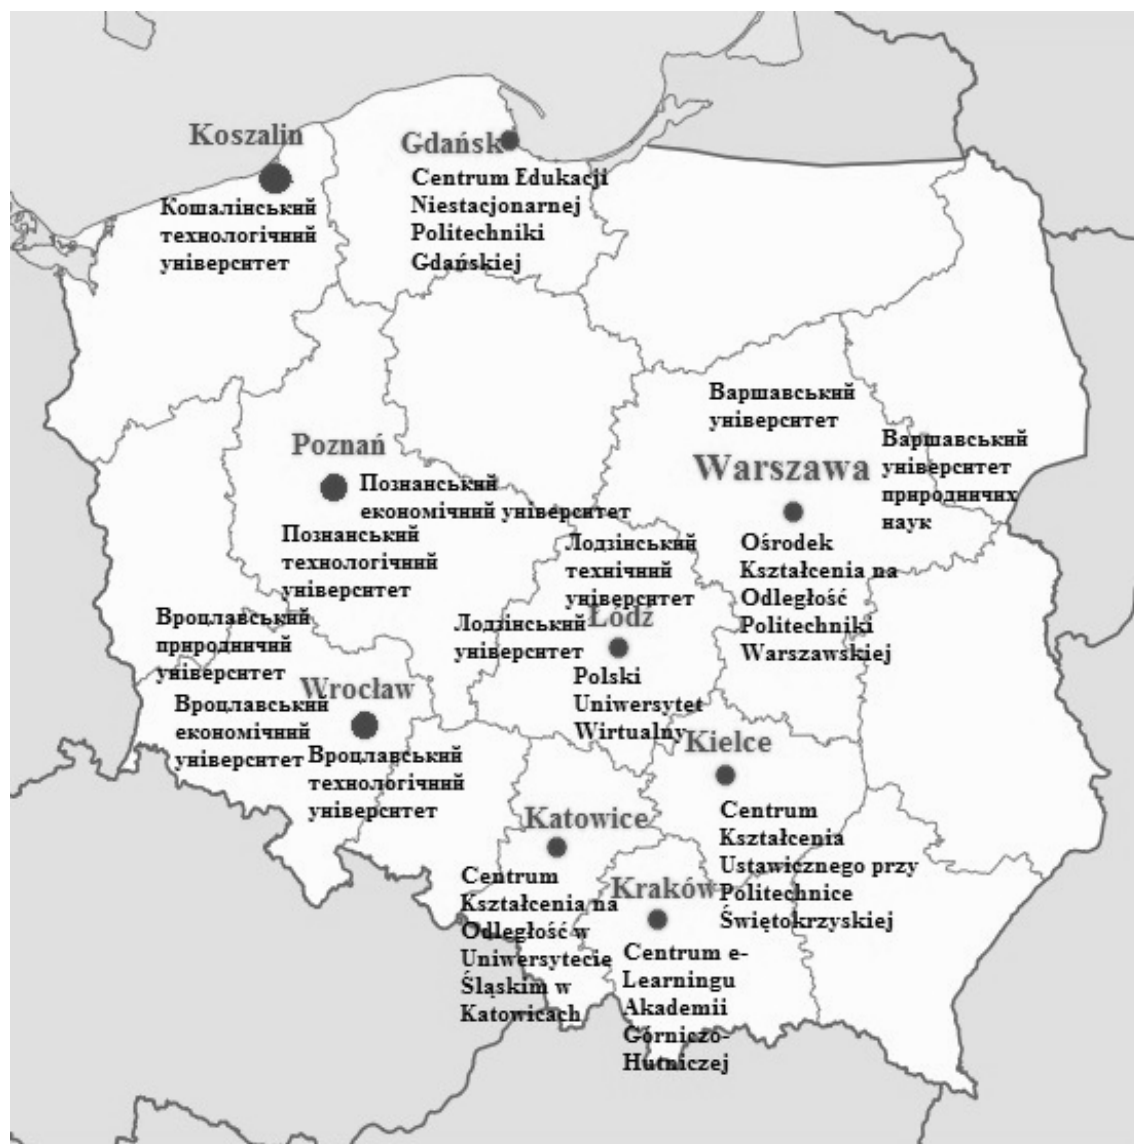 Koszalin
Кошалінський
технологічний
університет
Gdańsk
Centrum Edukacji
Niestacjonarnej
Politechniki
Gdańskiej
Poznań
Познанський
економічний університет
Познанський
технологічний
університет
Варшавський
університет
Warszawa
Варшавський
університет
природничих
наук
Ośrodek
Kształcenia na
Odległość
Politechniki
Warszawskiej
Лодзінський
технічний
університет
Łódź
Лодзінський
університет
Polski
Uniwersytet
Wirtualny
Вроцлавський
природничий
університет
Wrocław
Вроцлавський
економічний
університет
Вроцлавський
технологічний
університет
Kielce
Centrum
Kształcenia
Ustawicznego przy
Politechnice
Świętokrzyskiej
Katowice
Centrum
Kształcenia na
Odległość w
Uniwersytecie
Śląskim w
Katowicach
Kraków
Centrum e-
Learningu
Akademii
Górniczo-
Hutniczej